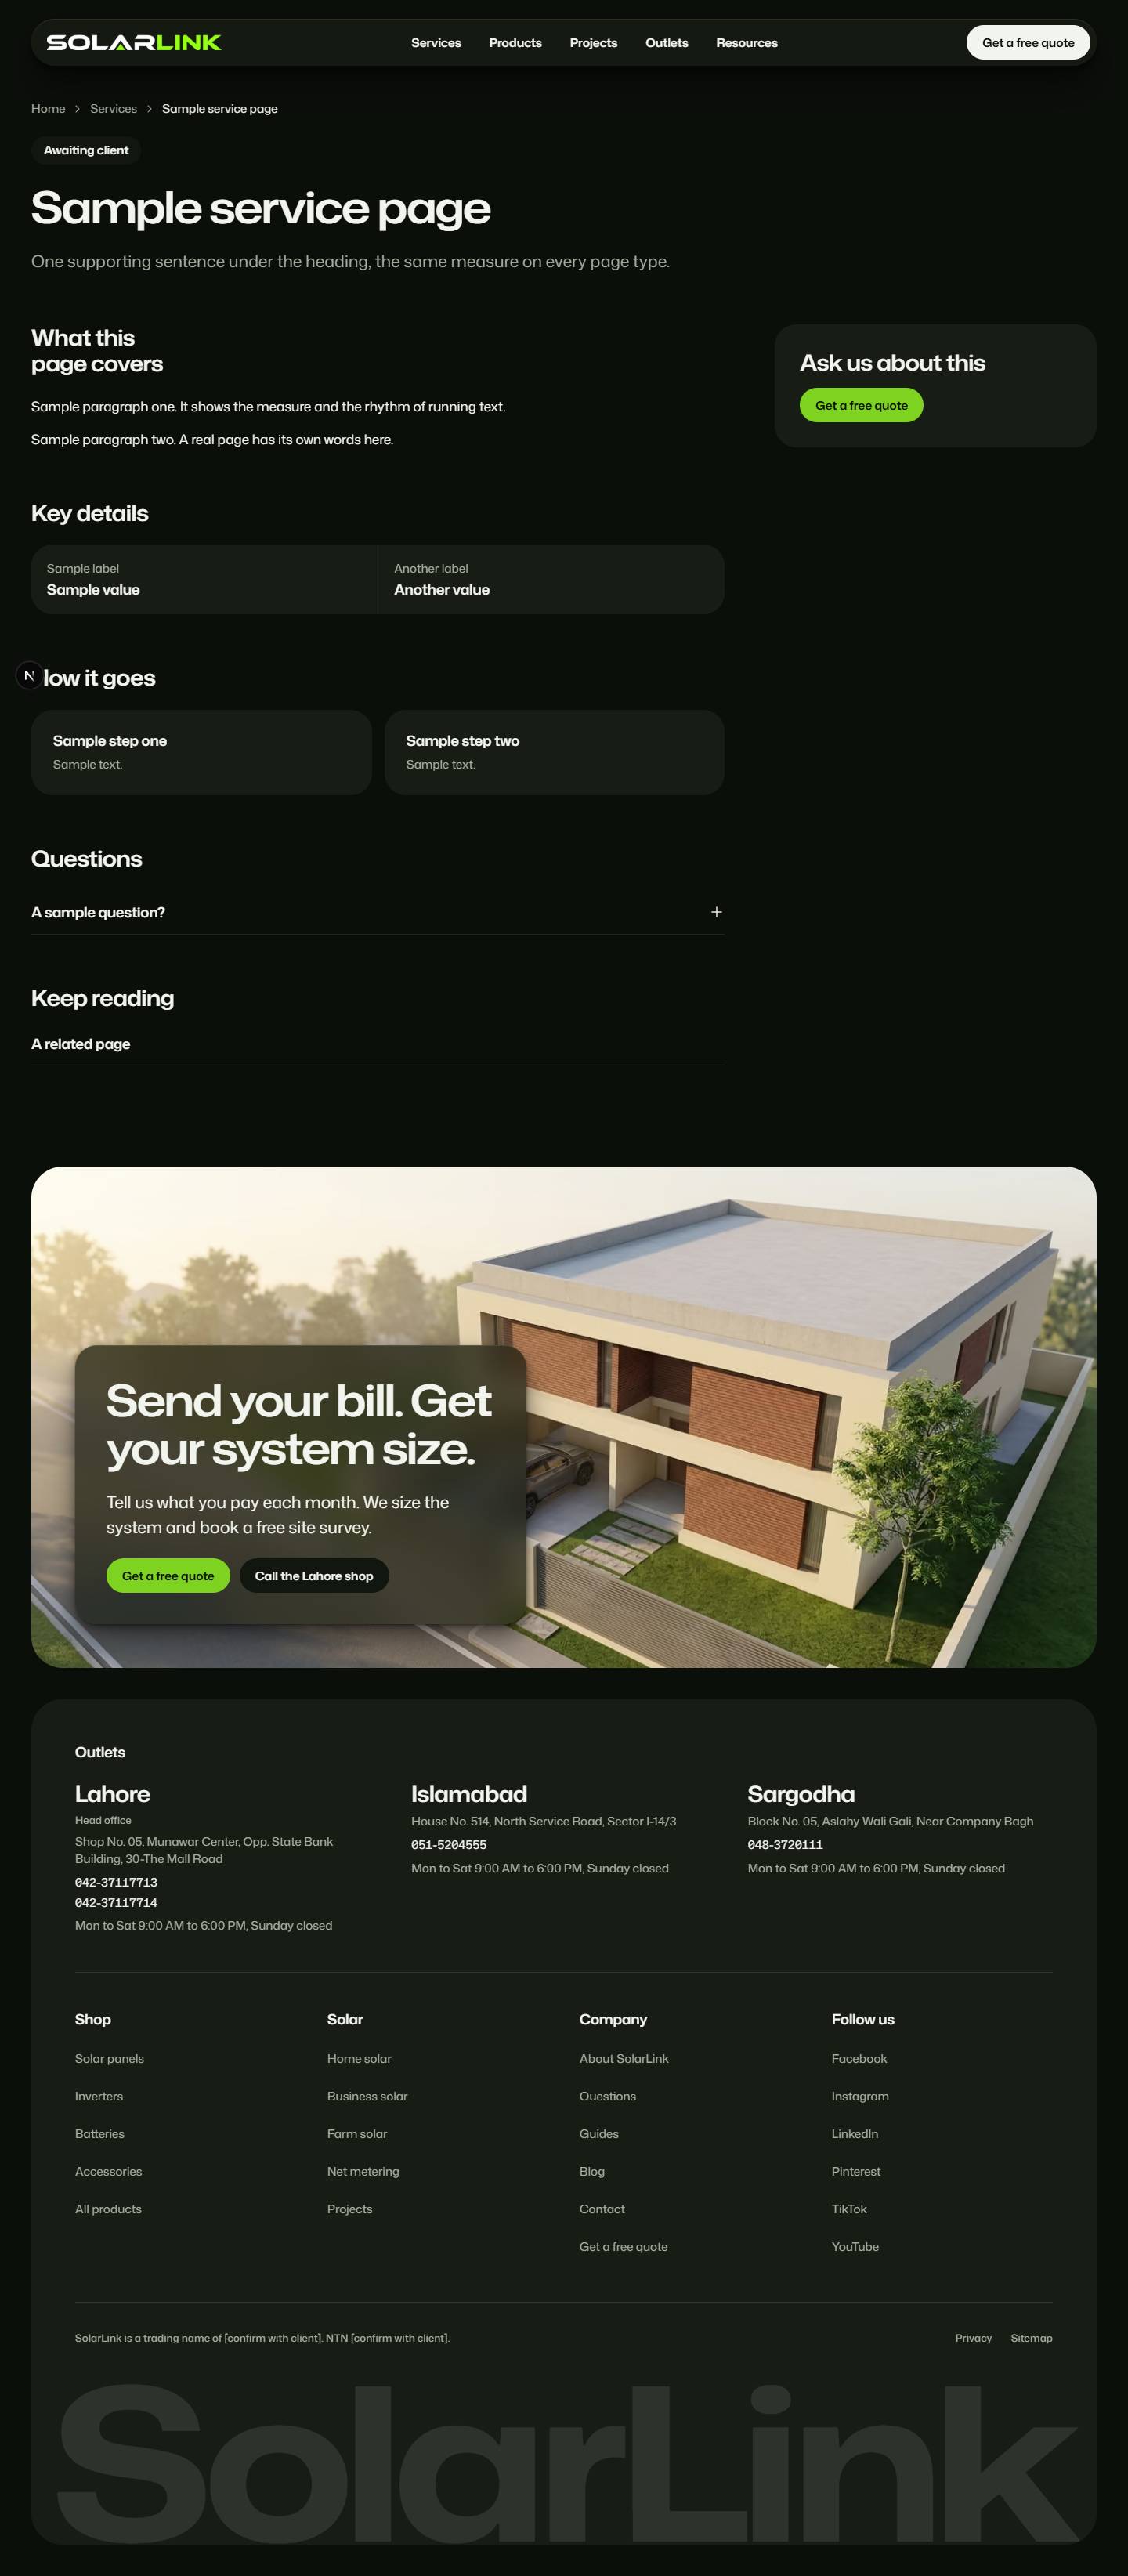 SOLARLINK
Services
Products
Projects
Outlets
Resources
Get a free quote
Home
Services
Sample service page
Awaiting client
Sample service page
One supporting sentence under the heading, the same measure on every page type.
What this
page covers
Sample paragraph one. It shows the measure and the rhythm of running text.
Sample paragraph two. A real page has its own words here.
Ask us about this
Get a free quote
Key details
Sample label
Sample value
Another label
Another value
N
low it goes
Sample step one
Sample text.
Sample step two
Sample text.
Questions
A sample question?
Keep reading
A related page
Send your bill. Get
your system size.
Tell us what you pay each month. We size the
system and book a free site survey.
Get a free quote
Call the Lahore shop
Outlets
Lahore
Head office
Shop No. 05, Munawar Center, Opp. State Bank
Building, 30-The Mall Road
042-37117713
042-37117714
Mon to Sat 9:00 AM to 6:00 PM, Sunday closed
Islamabad
House No. 514, North Service Road, Sector I-14/3
051-5204555
Mon to Sat 9:00 AM to 6:00 PM, Sunday closed
Sargodha
Block No. 05, Aslahy Wali Gali, Near Company Bagh
048-3720111
Mon to Sat 9:00 AM to 6:00 PM, Sunday closed
Shop
Solar panels
Inverters
Batteries
Accessories
All products
Solar
Home solar
Business solar
Farm solar
Net metering
Projects
Company
About SolarLink
Questions
Guides
Blog
Contact
Get a free quote
Follow us
Facebook
Instagram
LinkedIn
Pinterest
TikTok
YouTube
SolarLink is a trading name of [confirm with client]. NTN [confirm with client].
Privacy
Sitemap
SolarLink